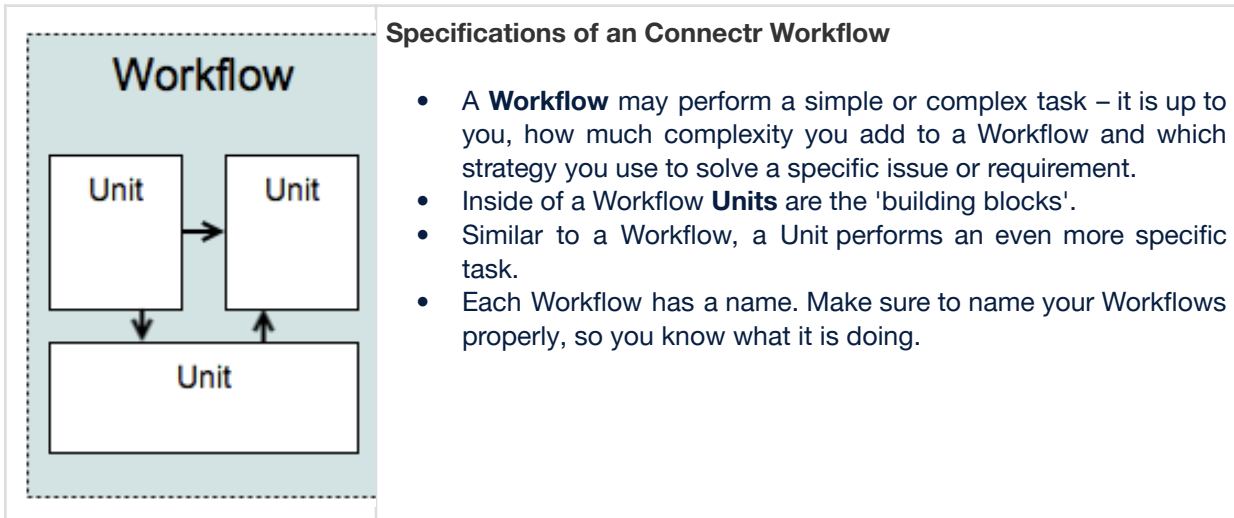 Workflow
Unit
Unit
Unit
Specifications of an Connectr Workflow
• A Workflow may perform a simple or complex task – it is up to
you, how much complexity you add to a Workflow and which
strategy you use to solve a specific issue or requirement.
• Inside of a Workflow Units are the 'building blocks'.
• Similar to a Workflow, a Unit performs an even more specific
task.
• Each Workflow has a name. Make sure to name your Workflows
properly, so you know what it is doing.